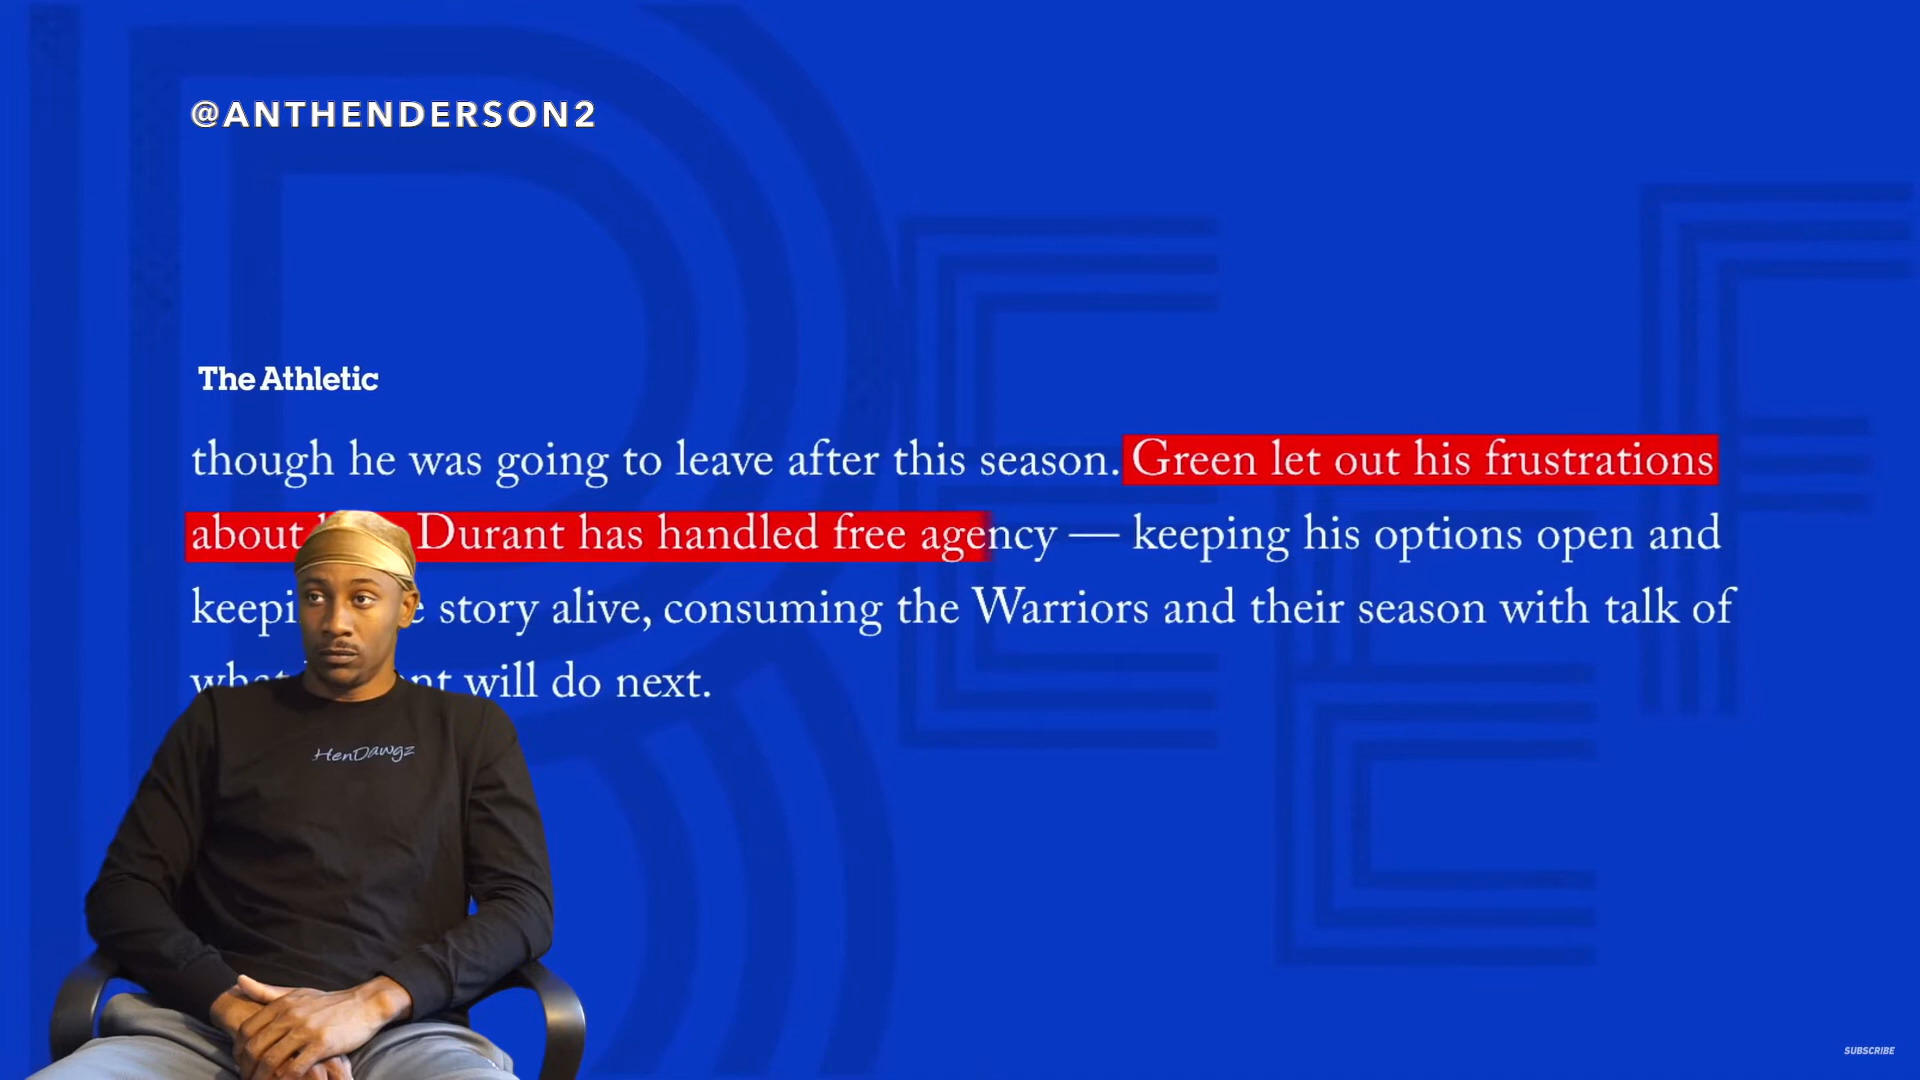 @ANTHENDERSON2
The Athletic
though he was going to leave after this season. Green let out his frustrations
about Durant has handled free agency — keeping his options open and
story alive, consuming the Warriors and their season with talk of
will do next.
HenDawgz
SUBSCRIBE